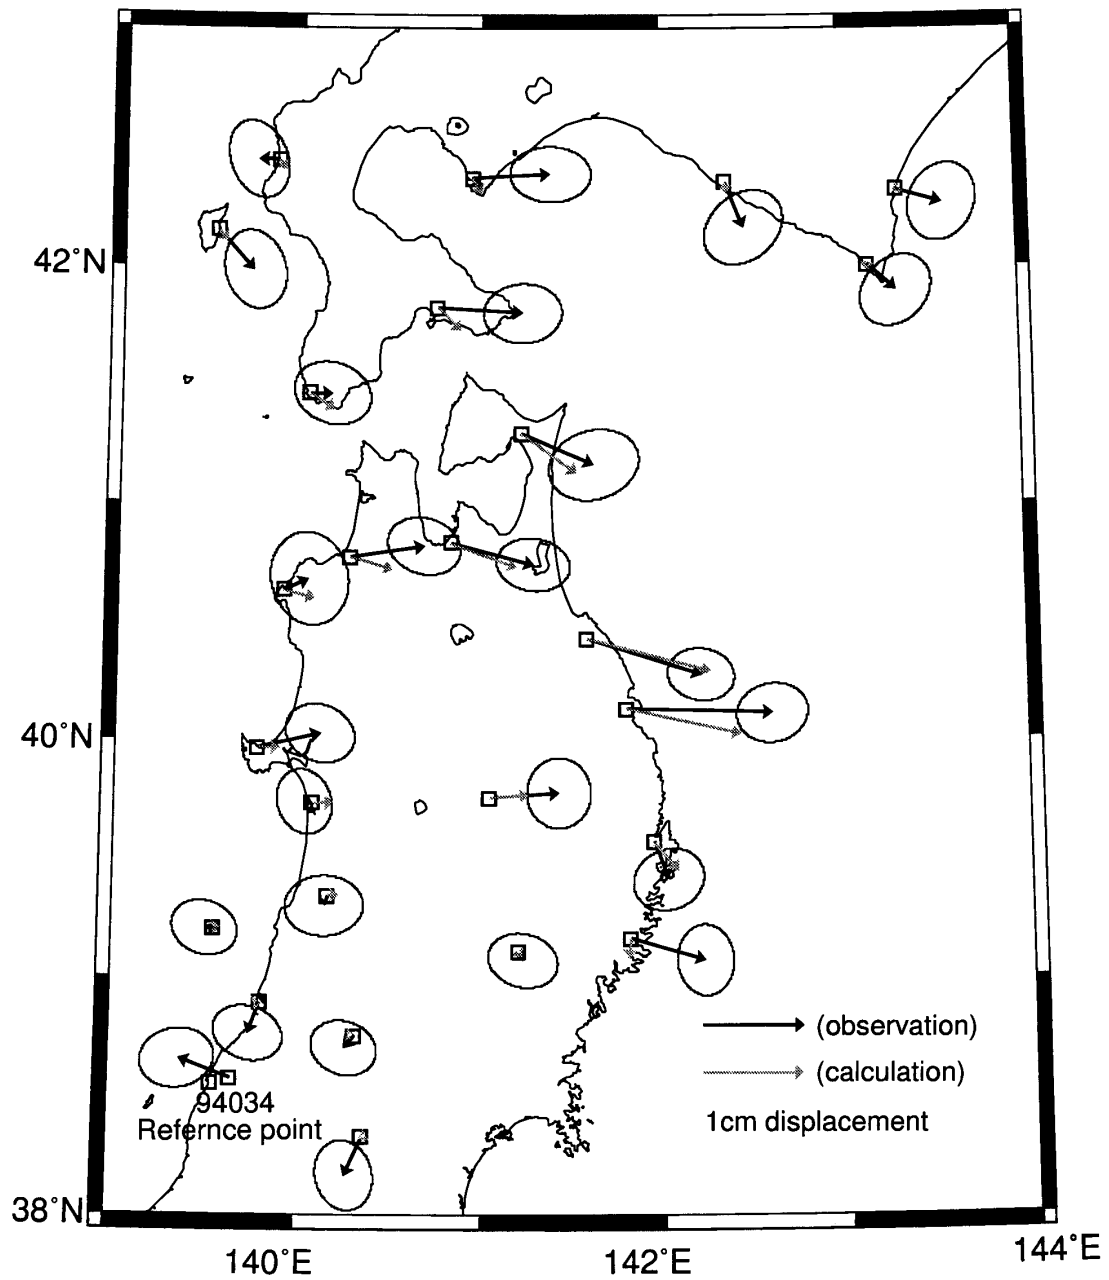 42°N
40°N
38°N
140°E
142°E
144°E
94034
Refernce point
(observation)
(calculation)
1cm displacement